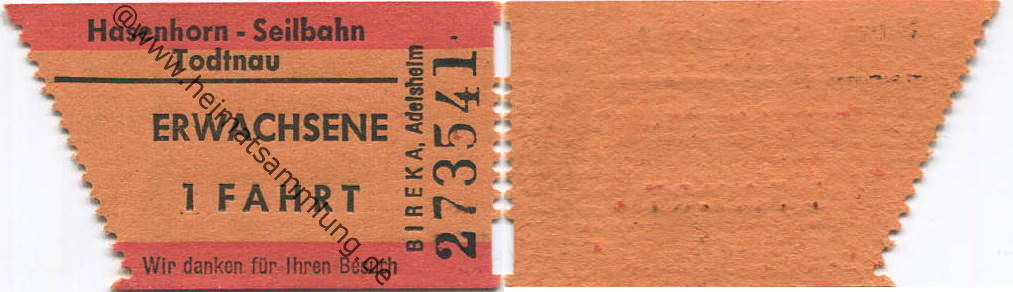 Hasenhorn - Seilbahn
Todtnau
ERWACHSENE
1 FAHRT
Wir danken für Ihren Besuch
BIREKA, Adelsheim
273541
@www.heimatsammlung.de